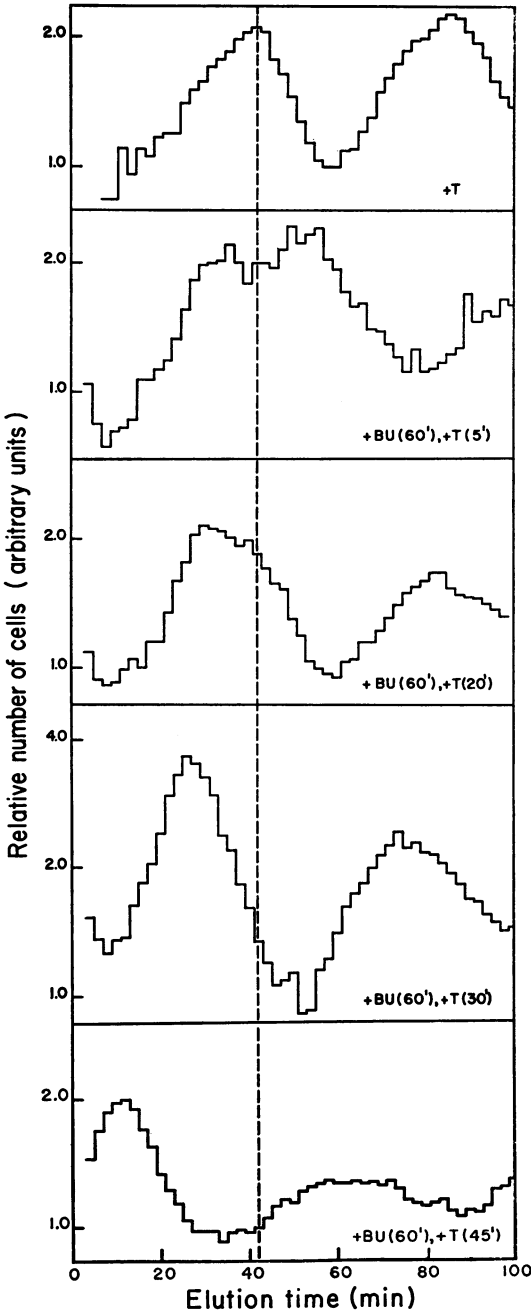 2.0
1.0
+T
2.0
1.0
+BU(60'),+T(5')
2.0
1.0
+BU(60'),+T(20')
4.0
2.0
1.0
+BU(60'),+T(30')
2.0
1.0
+BU(60'),+T(45')
0 20 40 60 80 100
Elution time (min)
Relative number of cells (arbitrary units)